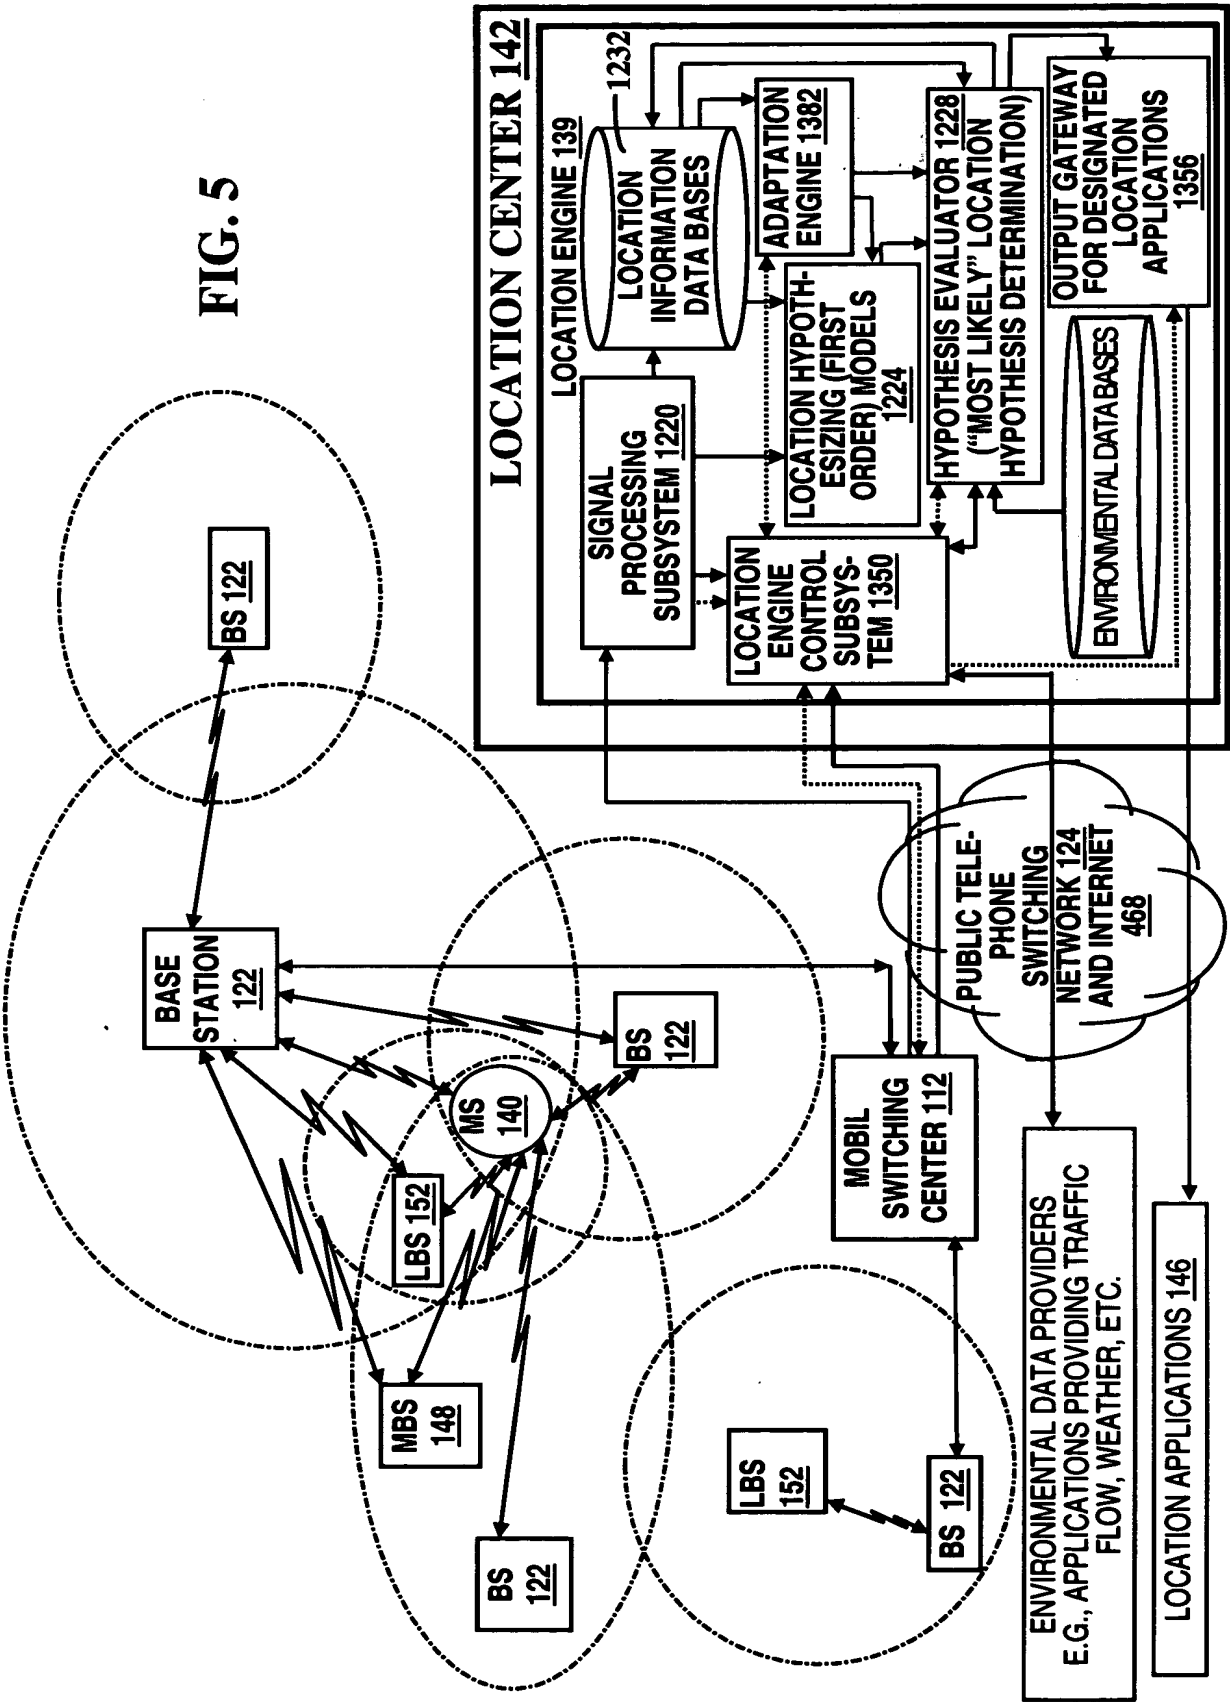 FIG. 5
BS 122
BASE
STATION
122
BS
122
MS
140
LBS 152
MBS
148
BS
122
LBS
152
BS 122
MOBIL
SWITCHING
CENTER 112
PUBLIC TELE-
PHONE
SWITCHING
NETWORK 124
AND INTERNET
468
ENVIRONMENTAL DATA PROVIDERS
E.G., APPLICATIONS PROVIDING TRAFFIC
FLOW, WEATHER, ETC.
LOCATION APPLICATIONS 146
LOCATION CENTER 142
LOCATION ENGINE 139
1232
LOCATION
INFORMATION
DATA BASES
SIGNAL
PROCESSING
SUBSYSTEM 1220
ADAPTATION
ENGINE 1382
LOCATION HYPOTH-
ESIZING (FIRST
ORDER) MODELS
1224
LOCATION
ENGINE
CONTROL
SUBSYS-
TEM 1350
HYPOTHESIS EVALUATOR 1228
(“MOST LIKELY” LOCATION
HYPOTHESIS DETERMINATION)
ENVIRONMENTAL DATA BASES
OUTPUT GATEWAY
FOR DESIGNATED
LOCATION
APPLICATIONS
1356